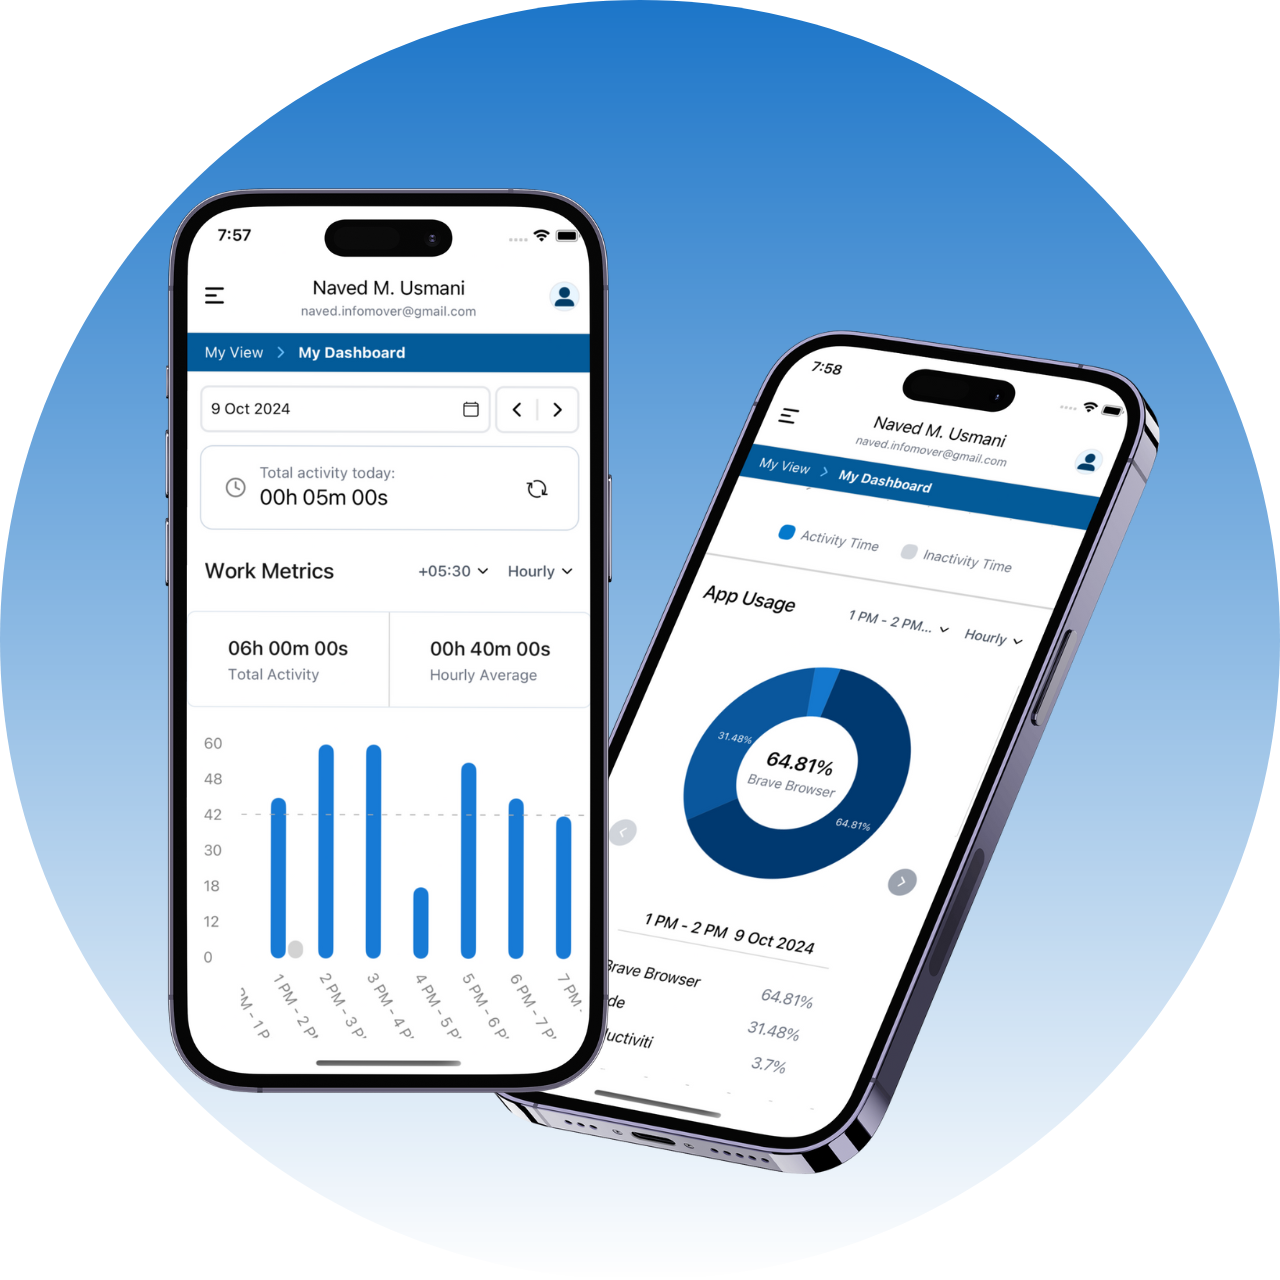 7:57
Naved M. Usmani
naved.infomover@gmail.com
My View > My Dashboard
9 Oct 2024
Total activity today:
00h 05m 00s
Work Metrics +05:30 Hourly
06h 00m 00s 00h 40m 00s
Total Activity Hourly Average
60
48
42
30
18
12
0
PM - 1 P
1 PM - 2 P
2 PM - 3 P
3 PM - 4 P
4 PM - 5 P
5 PM - 6 P
6 PM - 7 P
7 PM -
7:58
Naved M. Usmani
naved.infomover@gmail.com
My View > My Dashboard
Activity Time Inactivity Time
App Usage 1 PM - 2 PM... Hourly
31.48%
64.81%
Brave Browser
64.81%
1 PM - 2 PM 9 Oct 2024
Brave Browser 64.81%
de 31.48%
uctiviti 3.7%